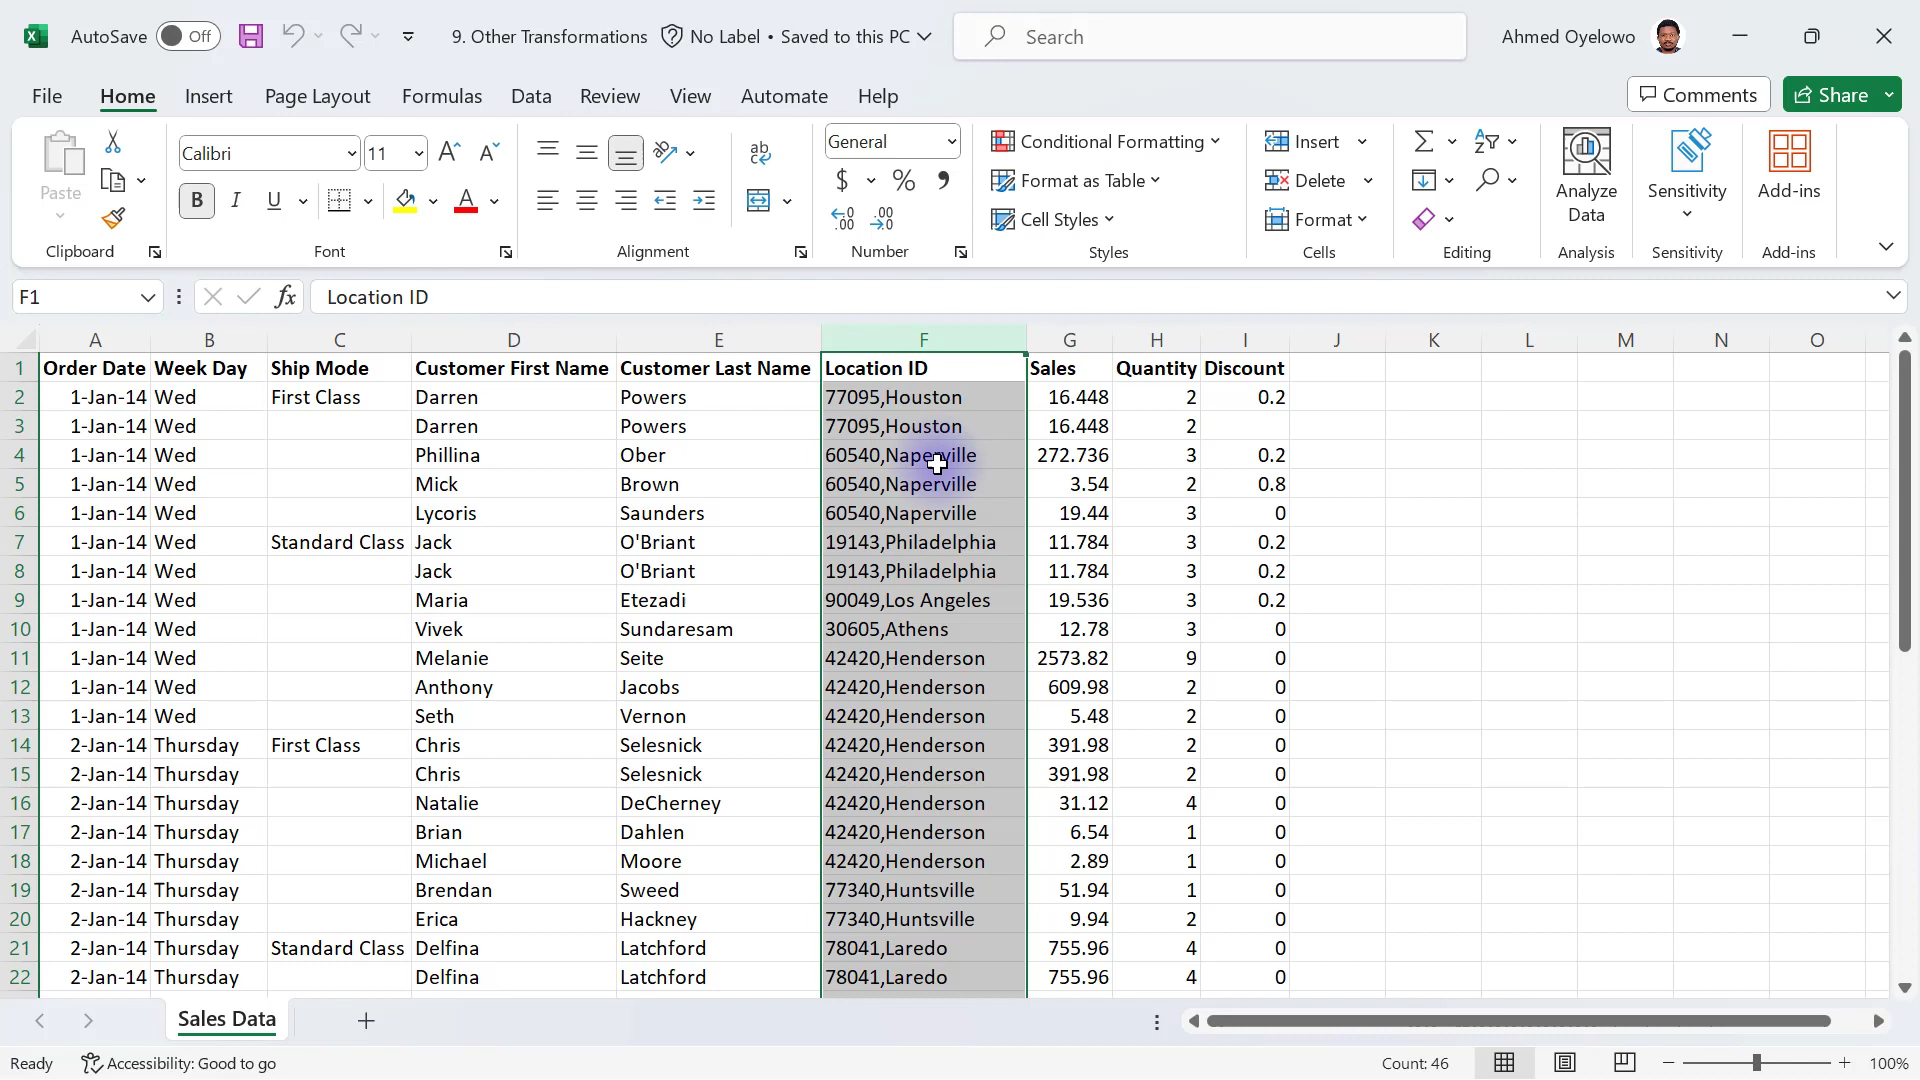 AutoSave Off 9. Other Transformations No Label • Saved to this PC Search Ahmed Oyelowo
File Home Insert Page Layout Formulas Data Review View Automate Help Comments Share
Paste Calibri 11 General Conditional Formatting Insert
B I U $ % Format as Table Delete Analyze Data Sensitivity Add-ins
Cell Styles Format
Clipboard Font Alignment Number Styles Cells Editing Analysis Sensitivity Add-ins
F1 fx Location ID
A B C D E F G H I J K L M N O
1 Order Date Week Day Ship Mode Customer First Name Customer Last Name Location ID Sales Quantity Discount
2 1-Jan-14 Wed First Class Darren Powers 77095,Houston 16.448 2 0.2
3 1-Jan-14 Wed Darren Powers 77095,Houston 16.448 2
4 1-Jan-14 Wed Phillina Ober 60540,Naperville 272.736 3 0.2
5 1-Jan-14 Wed Mick Brown 60540,Naperville 3.54 2 0.8
6 1-Jan-14 Wed Lycoris Saunders 60540,Naperville 19.44 3 0
7 1-Jan-14 Wed Standard Class Jack O'Briant 19143,Philadelphia 11.784 3 0.2
8 1-Jan-14 Wed Jack O'Briant 19143,Philadelphia 11.784 3 0.2
9 1-Jan-14 Wed Maria Etezadi 90049,Los Angeles 19.536 3 0.2
10 1-Jan-14 Wed Vivek Sundaresam 30605,Athens 12.78 3 0
11 1-Jan-14 Wed Melanie Seite 42420,Henderson 2573.82 9 0
12 1-Jan-14 Wed Anthony Jacobs 42420,Henderson 609.98 2 0
13 1-Jan-14 Wed Seth Vernon 42420,Henderson 5.48 2 0
14 2-Jan-14 Thursday First Class Chris Selesnick 42420,Henderson 391.98 2 0
15 2-Jan-14 Thursday Chris Selesnick 42420,Henderson 391.98 2 0
16 2-Jan-14 Thursday Natalie DeCherney 42420,Henderson 31.12 4 0
17 2-Jan-14 Thursday Brian Dahlen 42420,Henderson 6.54 1 0
18 2-Jan-14 Thursday Michael Moore 42420,Henderson 2.89 1 0
19 2-Jan-14 Thursday Brendan Sweed 77340,Huntsville 51.94 1 0
20 2-Jan-14 Thursday Erica Hackney 77340,Huntsville 9.94 2 0
21 2-Jan-14 Thursday Standard Class Delfina Latchford 78041,Laredo 755.96 4 0
22 2-Jan-14 Thursday Delfina Latchford 78041,Laredo 755.96 4 0
Sales Data
Ready Accessibility: Good to go Count: 46 100%